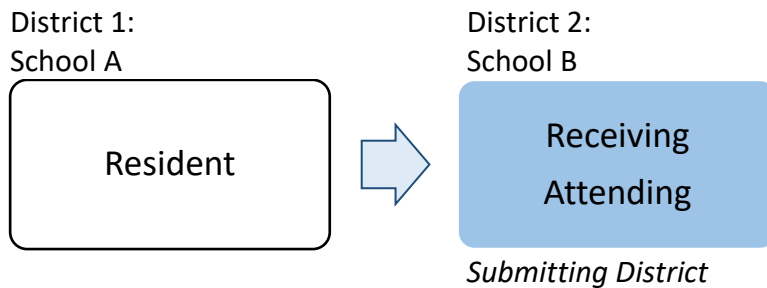 District 1:
School A
Resident
District 2:
School B
Receiving
Attending
Submitting District